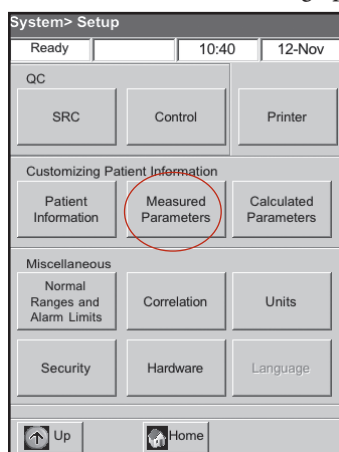 System> Setup
Ready 10:40 12-Nov
QC
SRC Control Printer
Customizing Patient Information
Patient Information Measured Parameters Calculated Parameters
Miscellaneous
Normal Ranges and Alarm Limits Correlation Units
Security Hardware Language
Up Home